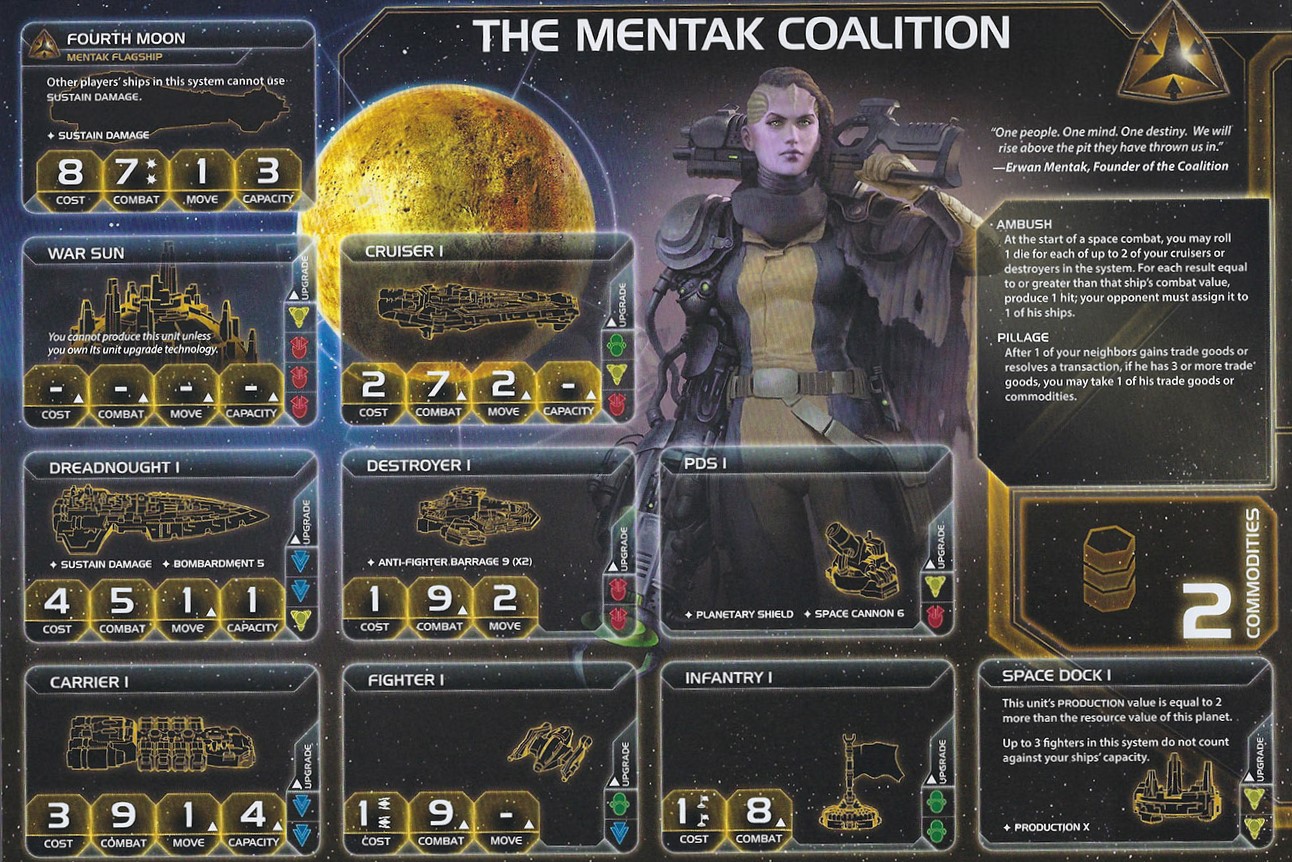 THE MENTAK COALITION
FOURTH MOON
MENTAK FLAGSHIP
Other players' ships in this system cannot use
SUSTAIN DAMAGE.
SUSTAIN DAMAGE
8 7 1 3
COST COMBAT MOVE CAPACITY
"One people. One mind. One destiny. We will
rise above the pit they have thrown us in."
—Erwan Mentak, Founder of the Coalition
WAR SUN
UPGRADE
You cannot produce this unit unless
you own its unit upgrade technology.
- - - -
COST COMBAT MOVE CAPACITY
CRUISER I
UPGRADE
2 7 2 -
COST COMBAT MOVE CAPACITY
AMBUSH
At the start of a space combat, you may roll
1 die for each of up to 2 of your cruisers or
destroyers in the system. For each result equal
to or greater than that ship's combat value,
produce 1 hit; your opponent must assign it to
1 of his ships.
PILLAGE
After 1 of your neighbors gains trade goods or
resolves a transaction, if he has 3 or more trade
goods, you may take 1 of his trade goods or
commodities.
DREADNOUGHT I
UPGRADE
SUSTAIN DAMAGE BOMBARDMENT 5
4 5 1 1
COST COMBAT MOVE CAPACITY
DESTROYER I
UPGRADE
ANTI-FIGHTER BARRAGE 9 (X2)
1 9 2
COST COMBAT MOVE
PDS I
UPGRADE
PLANETARY SHIELD SPACE CANNON 6
2
COMMODITIES
CARRIER I
UPGRADE
3 9 1 4
COST COMBAT MOVE CAPACITY
FIGHTER I
UPGRADE
1 9 -
COST COMBAT MOVE
INFANTRY I
UPGRADE
1 8
COST COMBAT
SPACE DOCK I
This unit's PRODUCTION value is equal to 2
more than the resource value of this planet.
Up to 3 fighters in this system do not count
against your ships' capacity.
UPGRADE
PRODUCTION X